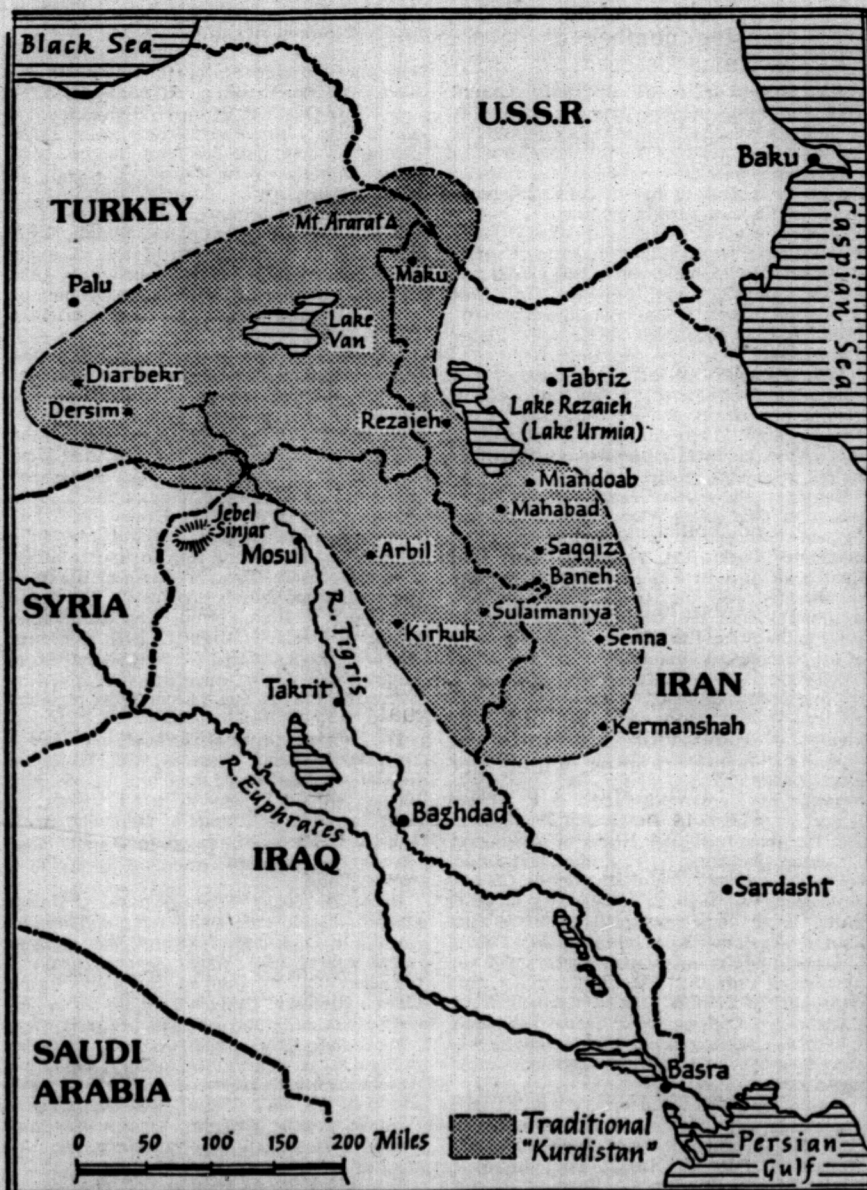 Black Sea
U.S.S.R.
Baku
TURKEY
Caspian Sea
Mt. Ararat
Maku
Palu
Lake
Van
Diarbekr
Tabriz
Dersim
Rezaieh
Lake Rezaieh
(Lake Urmia)
Miandoab
Mahabad
Jebel
Sinjar
Mosul
Arbil
Saqqiz
Baneh
SYRIA
R. Tigris
Sulaimaniya
Kirkuk
Senna
Takrit
IRAN
Kermanshah
R. Euphrates
Baghdad
IRAQ
Sardasht
SAUDI
ARABIA
Basra
0 50 100 200 Miles
Traditional
"Kurdistan"
Persian
Gulf